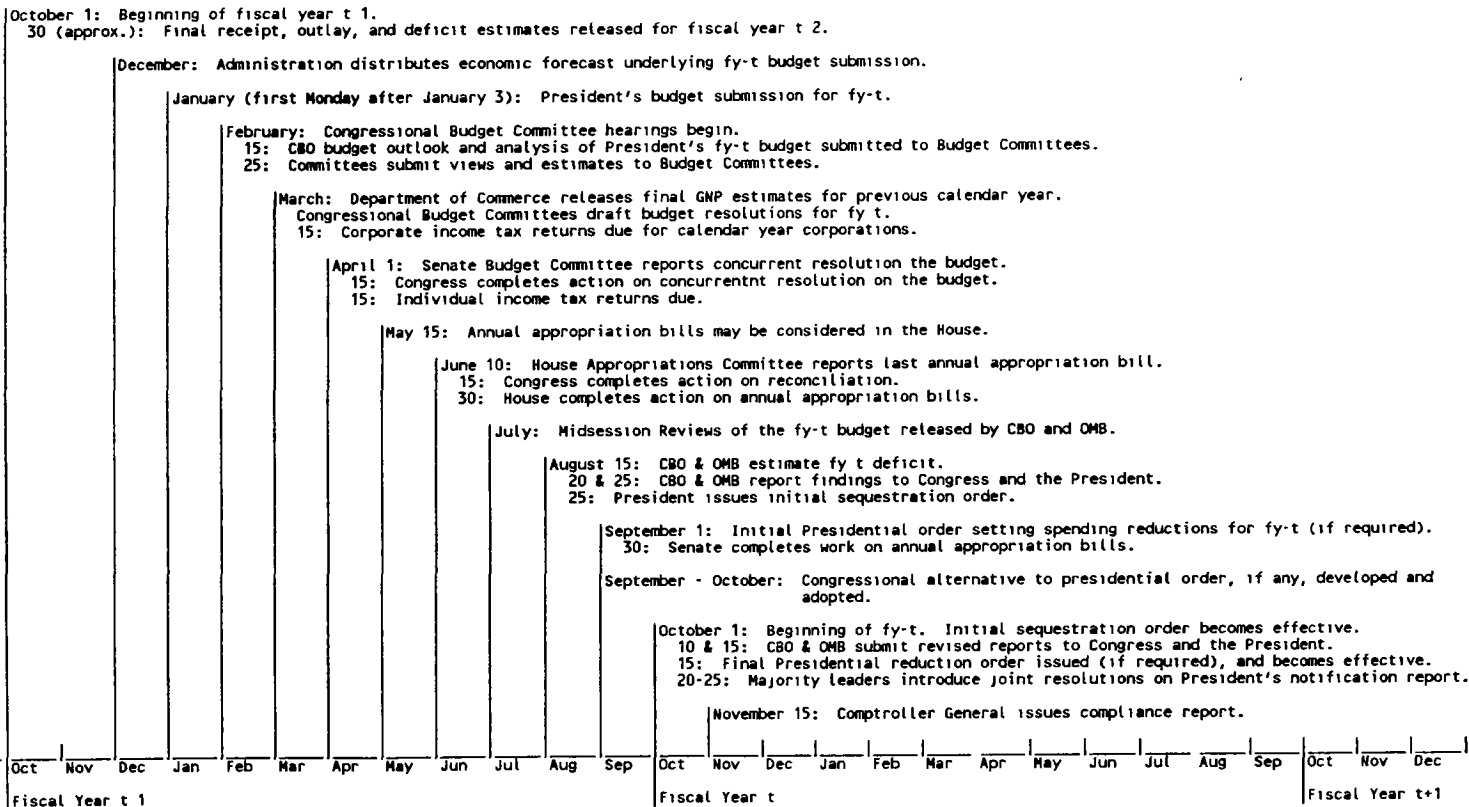 October 1: Beginning of fiscal year t 1.
30 (approx.): Final receipt, outlay, and deficit estimates released for fiscal year t 2.
December: Administration distributes economic forecast underlying fy-t budget submission.
January (first Monday after January 3): President's budget submission for fy-t.
February: Congressional Budget Committee hearings begin.
15: CBO budget outlook and analysis of President's fy-t budget submitted to Budget Committees.
25: Committees submit views and estimates to Budget Committees.
March: Department of Commerce releases final GNP estimates for previous calendar year.
Congressional Budget Committees draft budget resolutions for fy t.
15: Corporate income tax returns due for calendar year corporations.
April 1: Senate Budget Committee reports concurrent resolution the budget.
15: Congress completes action on concurrentnt resolution on the budget.
15: Individual income tax returns due.
May 15: Annual appropriation bills may be considered in the House.
June 10: House Appropriations Committee reports last annual appropriation bill.
15: Congress completes action on reconciliation.
30: House completes action on annual appropriation bills.
July: Midsession Reviews of the fy-t budget released by CBO and OMB.
August 15: CBO & OMB estimate fy t deficit.
20 & 25: CBO & OMB report findings to Congress and the President.
25: President issues initial sequestration order.
September 1: Initial Presidential order setting spending reductions for fy-t (if required).
30: Senate completes work on annual appropriation bills.
September - October: Congressional alternative to presidential order, if any, developed and
adopted.
October 1: Beginning of fy-t. Initial sequestration order becomes effective.
10 & 15: CBO & OMB submit revised reports to Congress and the President.
15: Final Presidential reduction order issued (if required), and becomes effective.
20-25: Majority leaders introduce joint resolutions on President's notification report.
November 15: Comptroller General issues compliance report.
Oct Nov Dec Jan Feb Mar Apr May Jun Jul Aug Sep Oct Nov Dec Jan Feb Mar Apr May Jun Jul Aug Sep Oct Nov Dec
Fiscal Year t 1 Fiscal Year t Fiscal Year t+1